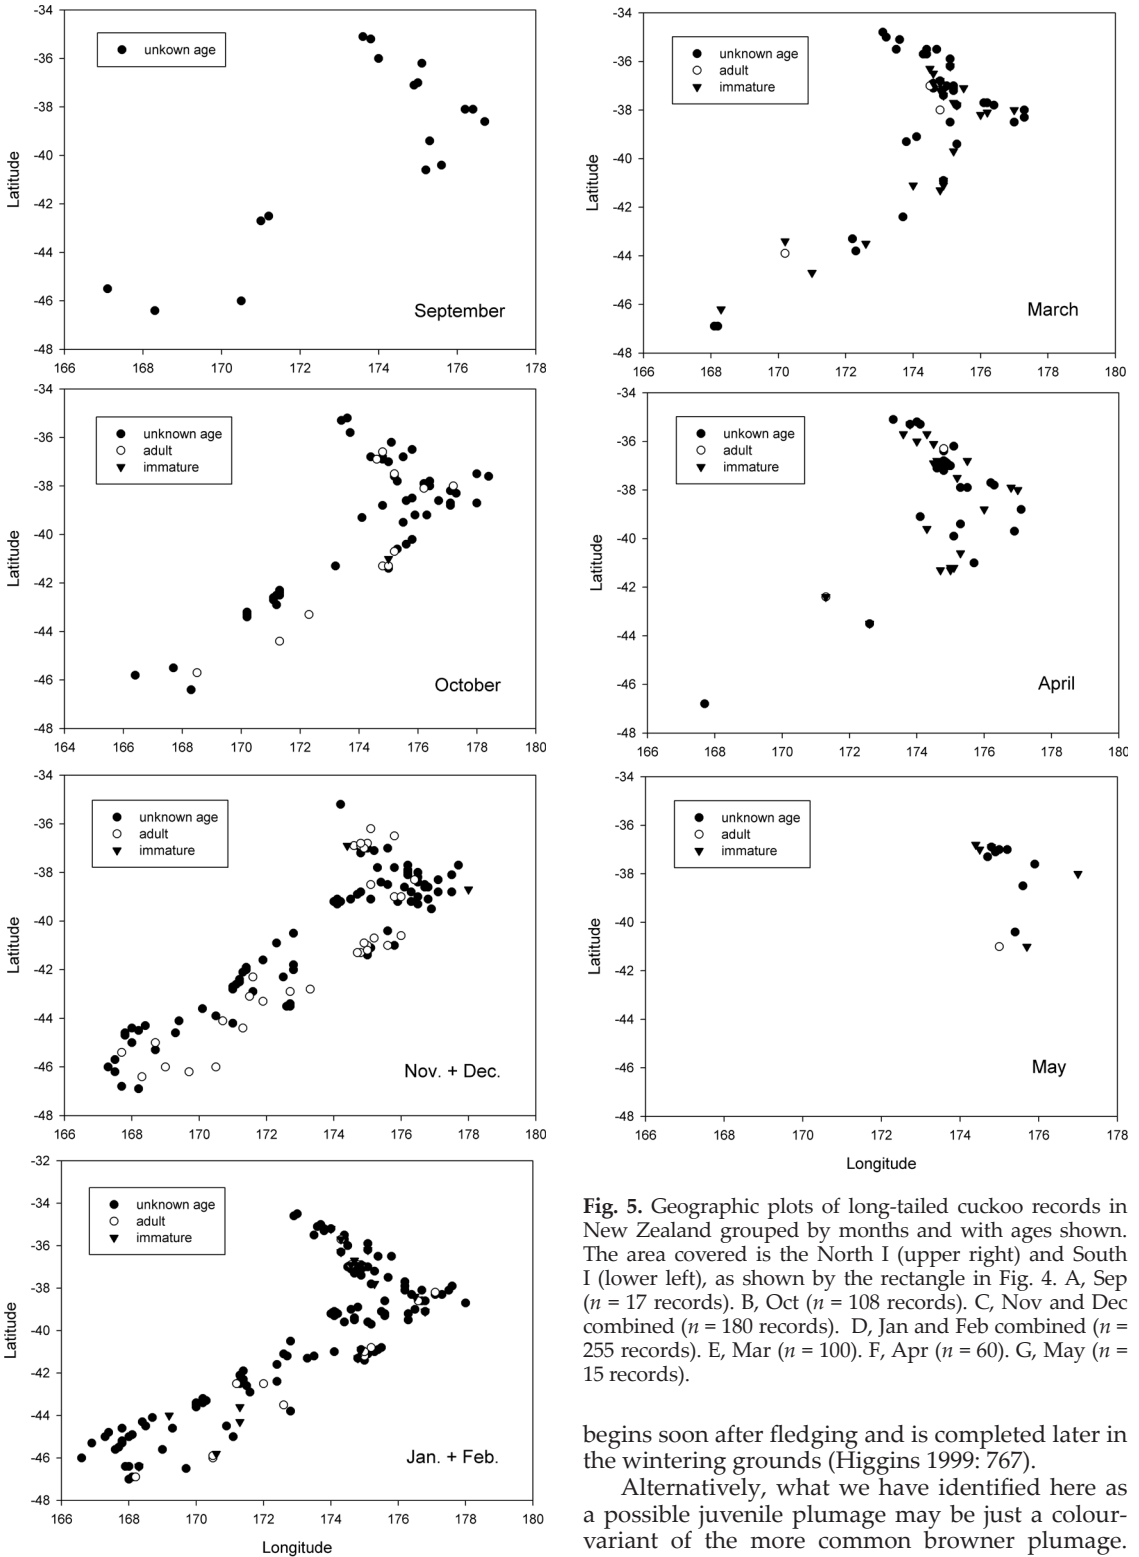 -34
-36
-38
-40
-42
-44
-46
-48
Latitude
unkown age
September
166 168 170 172 174 176 178
-34
-36
-38
-40
-42
-44
-46
-48
Latitude
unknown age
adult
immature
October
164 166 168 170 172 174 176 178 180
-34
-36
-38
-40
-42
-44
-46
-48
Latitude
unknown age
adult
immature
Nov. + Dec.
166 168 170 172 174 176 178 180
-32
-34
-36
-38
-40
-42
-44
-46
-48
Latitude
unknown age
adult
immature
Jan. + Feb.
166 168 170 172 174 176 178 180
Longitude
-34
-36
-38
-40
-42
-44
-46
-48
Latitude
unknown age
adult
immature
March
166 168 170 172 174 176 178 180
-34
-36
-38
-40
-42
-44
-46
-48
Latitude
unknown age
adult
immature
April
166 168 170 172 174 176 178 180
-34
-36
-38
-40
-42
-44
-46
-48
Latitude
unknown age
adult
immature
May
166 168 170 172 174 176 178
Longitude
Fig. 5. Geographic plots of long-tailed cuckoo records in
New Zealand grouped by months and with ages shown.
The area covered is the North I (upper right) and South
I (lower left), as shown by the rectangle in Fig. 4. A, Sep
(n = 17 records). B, Oct (n = 108 records). C, Nov and Dec
combined (n = 180 records). D, Jan and Feb combined (n =
255 records). E, Mar (n = 100). F, Apr (n = 60). G, May (n =
15 records).
begins soon after fledging and is completed later in
the wintering grounds (Higgins 1999: 767).
Alternatively, what we have identified here as
a possible juvenile plumage may be just a colour-
variant of the more common browner plumage.